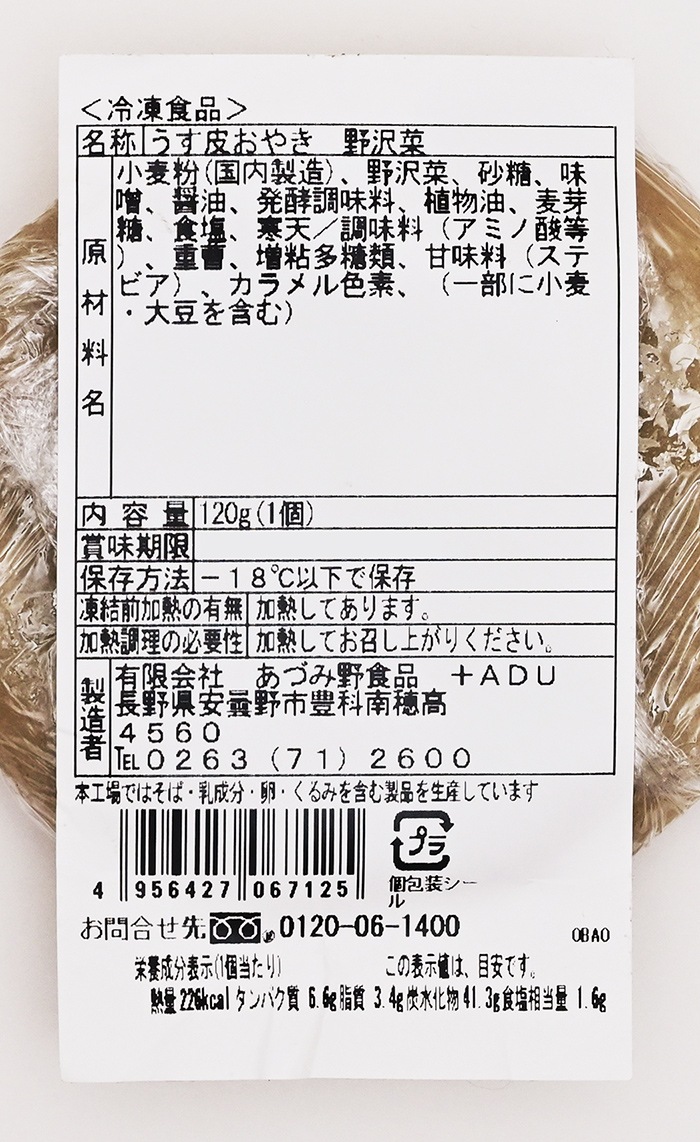 ＜冷凍食品＞
名称 うす皮おやき　野沢菜
原材料名
小麦粉(国内製造)、野沢菜、砂糖、味
噌、醤油、発酵調味料、植物油、麦芽
糖、食塩、寒天／調味料（アミノ酸等
）、重曹、増粘多糖類、甘味料（ステ
ビア）、カラメル色素、（一部に小麦
・大豆を含む）
内容量 120g(1個)
賞味期限
保存方法 －１８℃以下で保存
凍結前加熱の有無 加熱してあります。
加熱調理の必要性 加熱してお召し上がりください。
製造者
有限会社　あづみ野食品　＋ＡＤＵ
長野県安曇野市豊科南穂高
４５６０
℡０２６３（７１）２６００
本工場ではそば・乳成分・卵・くるみを含む製品を生産しています
プラ
4 956427 067125
個包装シー
ル
お問合せ先 0120-06-1400
OBAO
栄養成分表示(1個当たり)　この表示値は、目安です。
熱量 226kcal タンパク質 6.6g 脂質 3.4g 炭水化物 41.3g 食塩相当量 1.6g